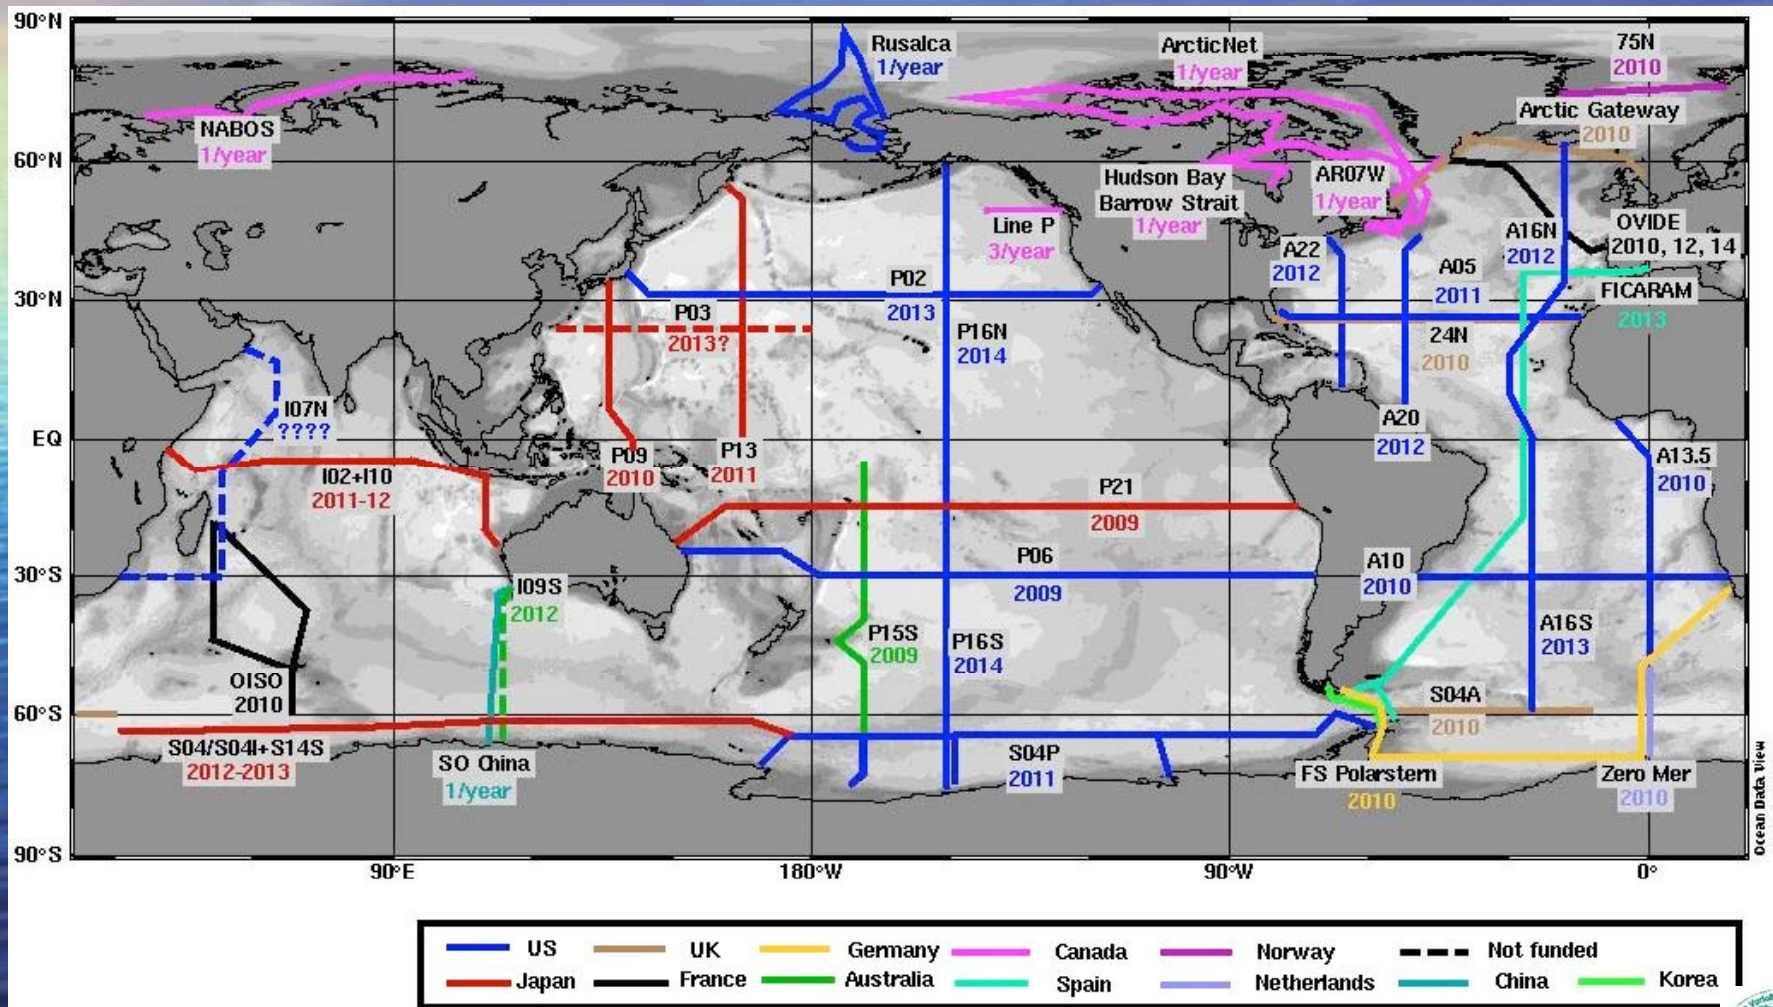 90°N
60°N
30°N
EQ
30°S
60°S
90°S
90°E
180°W
90°W
0°
Rusalca
1/year
ArcticNet
1/year
75N
2010
NABOS
1/year
Arctic Gateway
2010
Hudson Bay
Barrow Strait
1/year
AR07W
1/year
Line P
3/year
OVIDE
2010, 12, 14
A16N
2012
A22
2012
A05
2011
FICARAM
2013
P02
2013
P03
2013?
P16N
2014
24N
2010
I07N
????
A20
2012
P09
2010
P13
2011
A13.5
2010
I02+I10
2011-12
P21
2009
P06
2009
A10
2010
I09S
2012
P15S
2009
P16S
2014
A16S
2013
OISO
2010
S04A
2010
S04/S04I+S14S
2012-2013
SO China
1/year
S04P
2011
FS Polarstern
2010
Zero Mer
2010
Ocean Data View
US
UK
Germany
Canada
Norway
Not funded
Japan
France
Australia
Spain
Netherlands
China
Korea